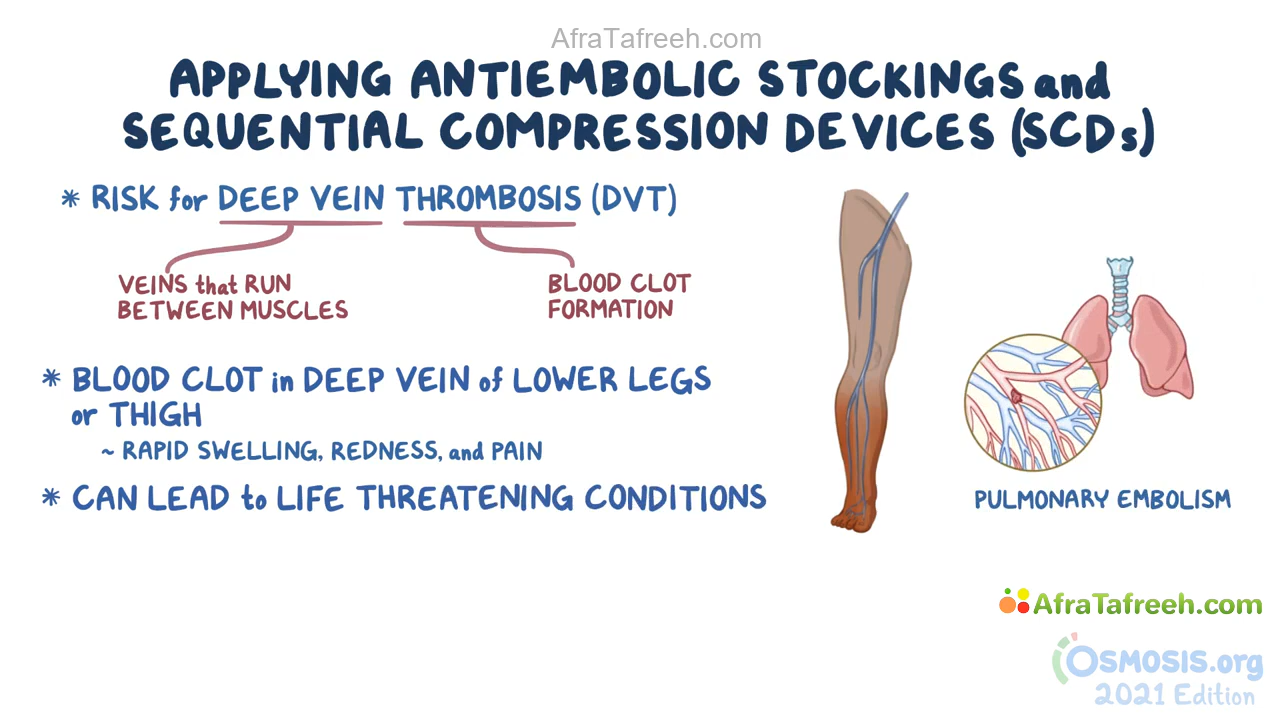 AfraTafreeh.com
APPLYING ANTIEMBOLIC STOCKINGS and
SEQUENTIAL COMPRESSION DEVICES (SCDs)
* RISK for DEEP VEIN THROMBOSIS (DVT)
VEINS that RUN
BETWEEN MUSCLES
BLOOD CLOT
FORMATION
* BLOOD CLOT in DEEP VEIN of LOWER LEGS
or THIGH
~ RAPID SWELLING, REDNESS, and PAIN
* CAN LEAD to LIFE THREATENING CONDITIONS
PULMONARY EMBOLISM
AfraTafreeh.com
OSMOSIS.org
2021 Edition